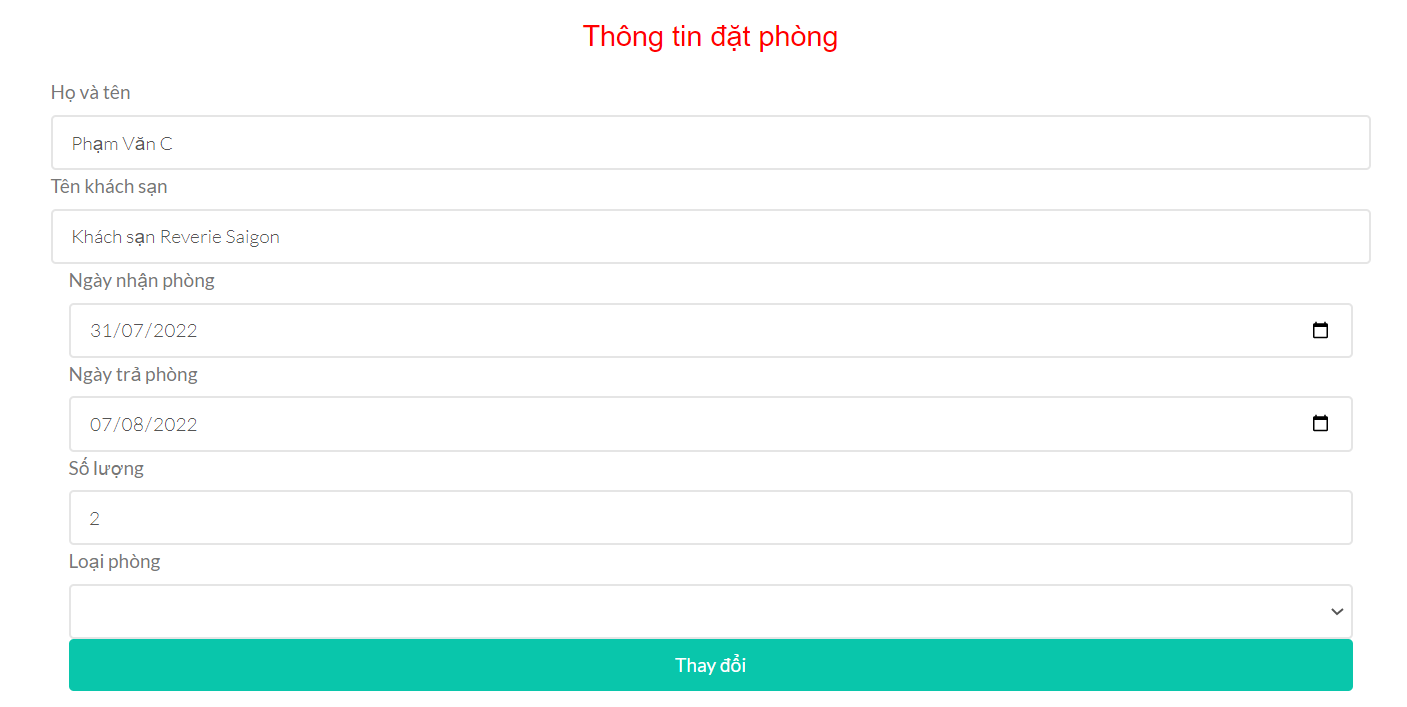 Thông tin đặt phòng
Họ và tên
Phạm Văn C
Tên khách sạn
Khách sạn Reverie Saigon
Ngày nhận phòng
31/07/2022
Ngày trả phòng
07/08/2022
Số lượng
2
Loại phòng
Thay đổi